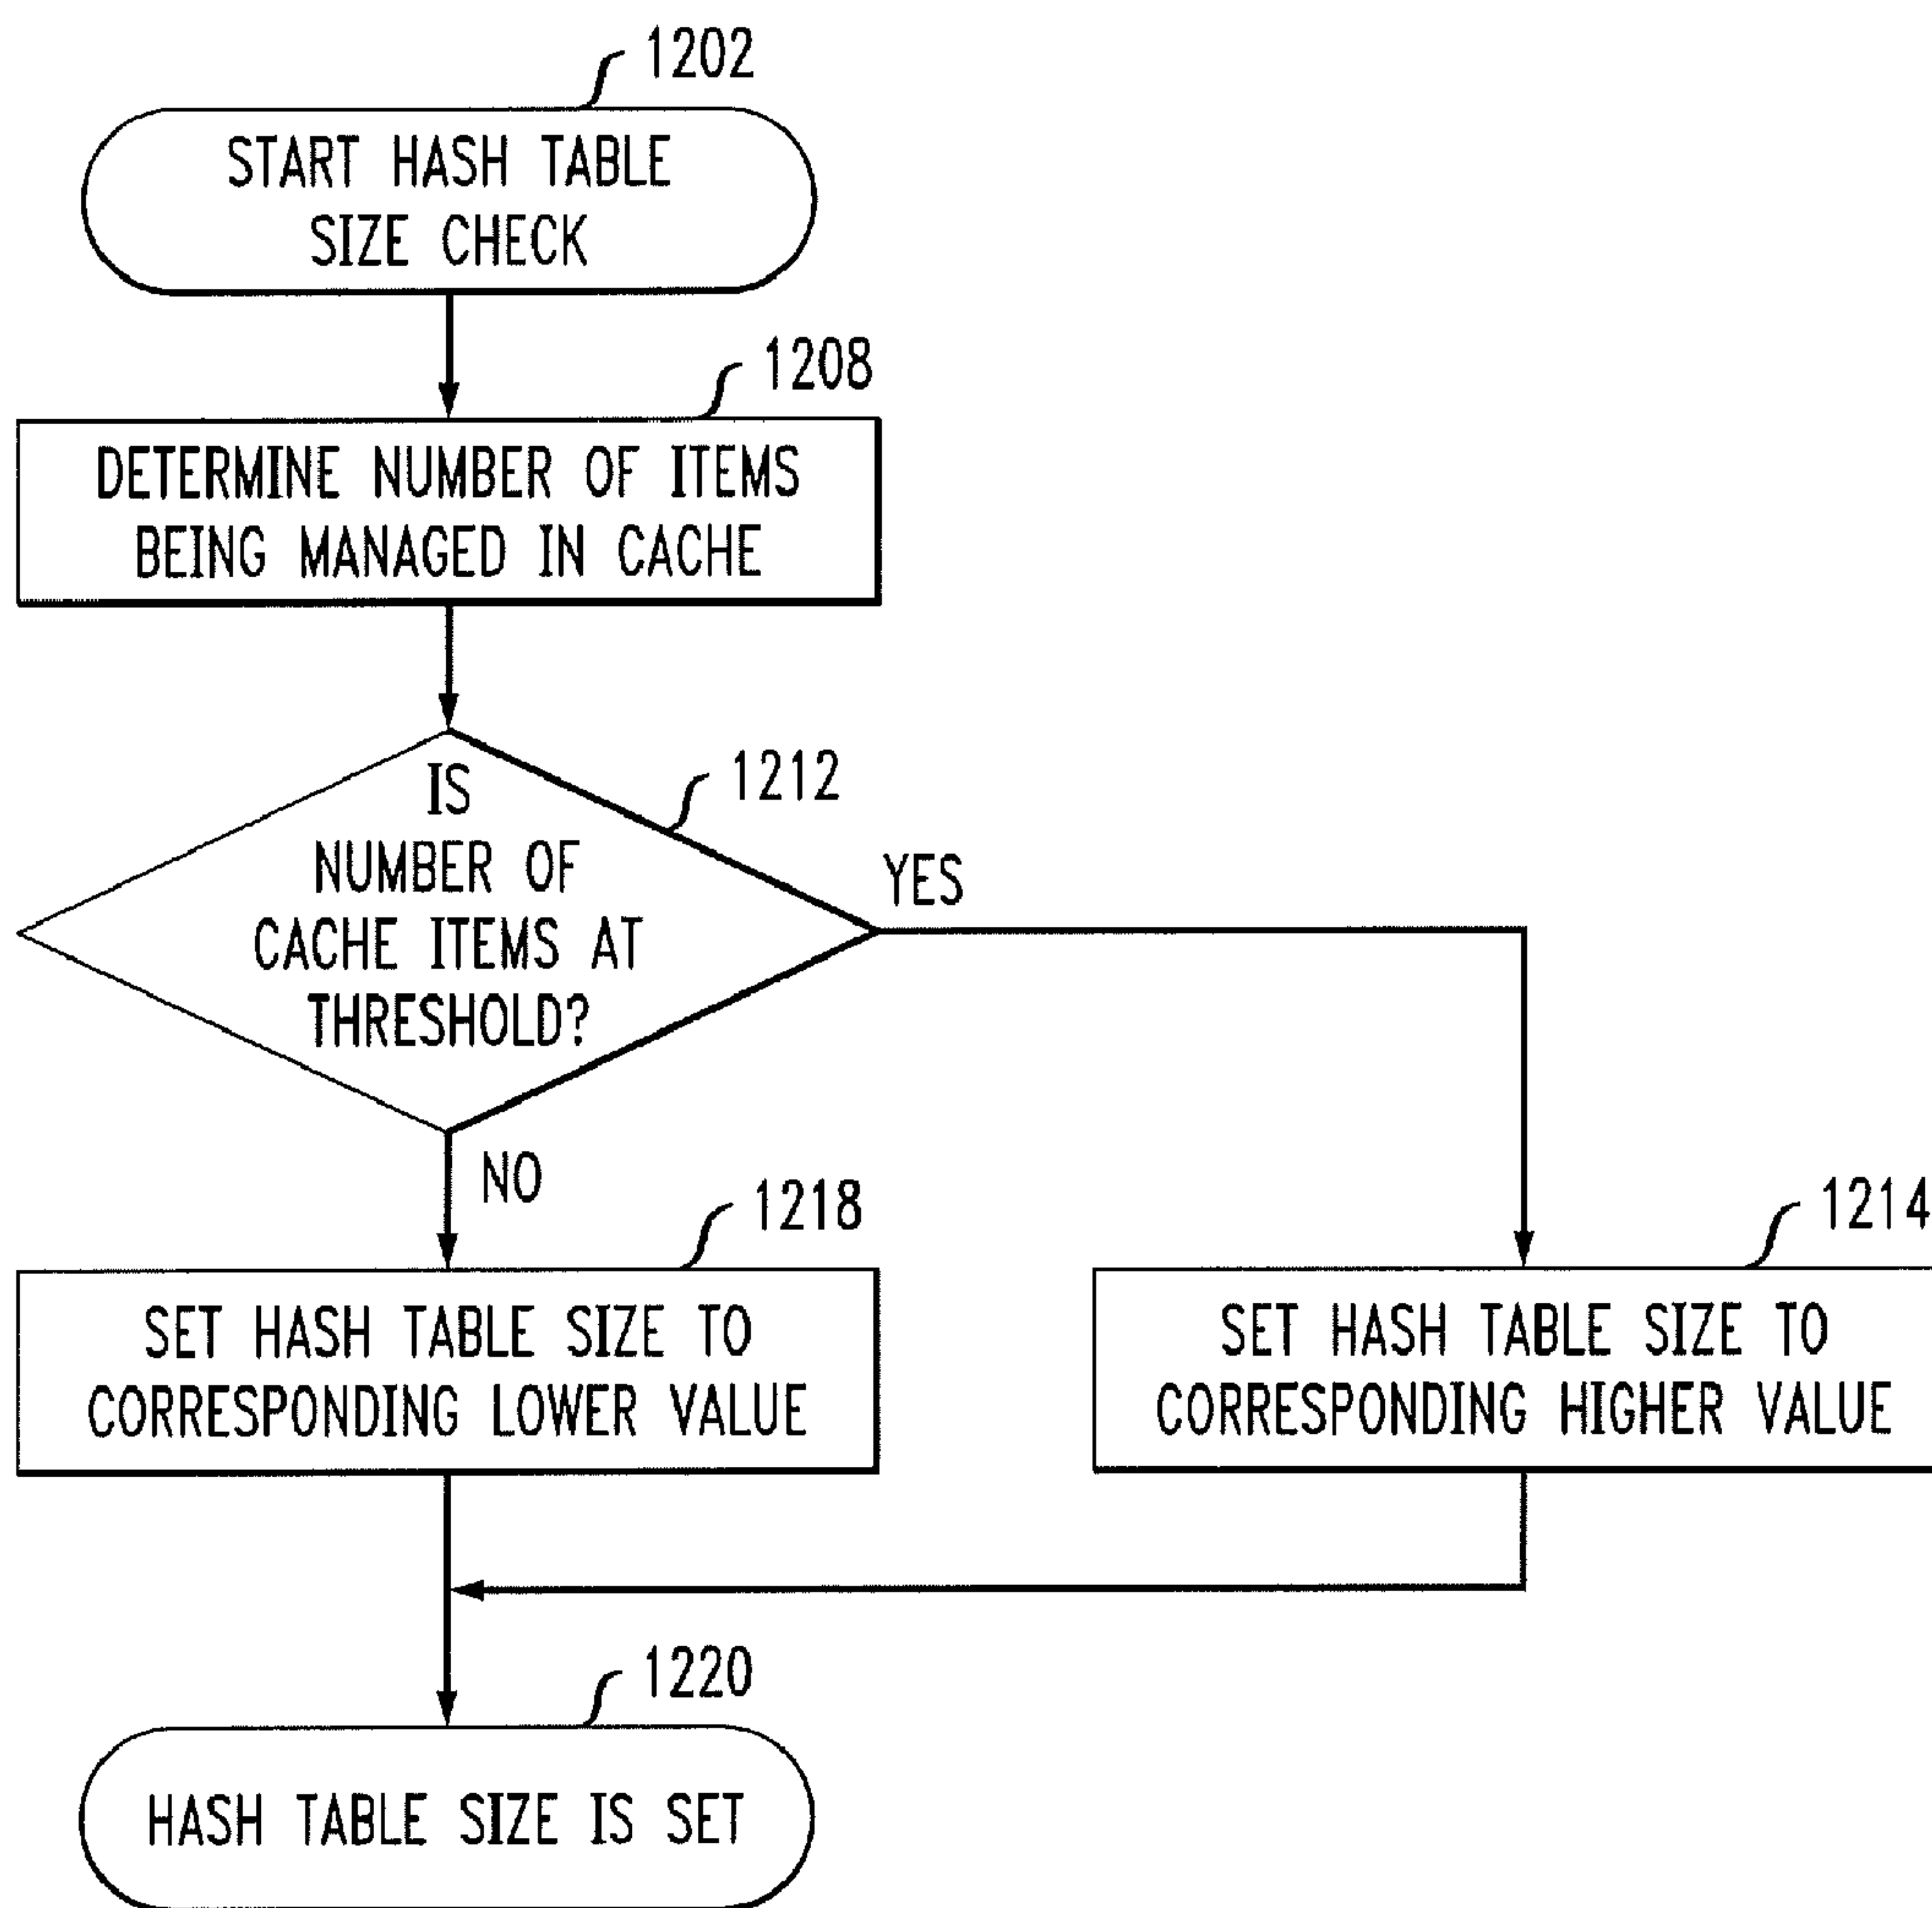 1202
START HASH TABLE
SIZE CHECK
1208
DETERMINE NUMBER OF ITEMS
BEING MANAGED IN CACHE
1212
IS
NUMBER OF
CACHE ITEMS AT
THRESHOLD?
YES
NO
1218
SET HASH TABLE SIZE TO
CORRESPONDING LOWER VALUE
1214
SET HASH TABLE SIZE TO
CORRESPONDING HIGHER VALUE
1220
HASH TABLE SIZE IS SET